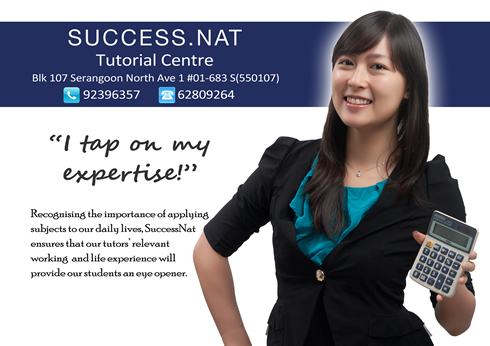 SUCCESS.NAT
Tutorial Centre
Blk 107 Serangoon North Ave 1 #01-683 S(550107)
92396357 62809264
“I tap on my
expertise!”
Recognising the importance of applying
subjects to our daily lives, SuccessNat
ensures that our tutors’ relevant
working and life experience will
provide our students an eye opener.